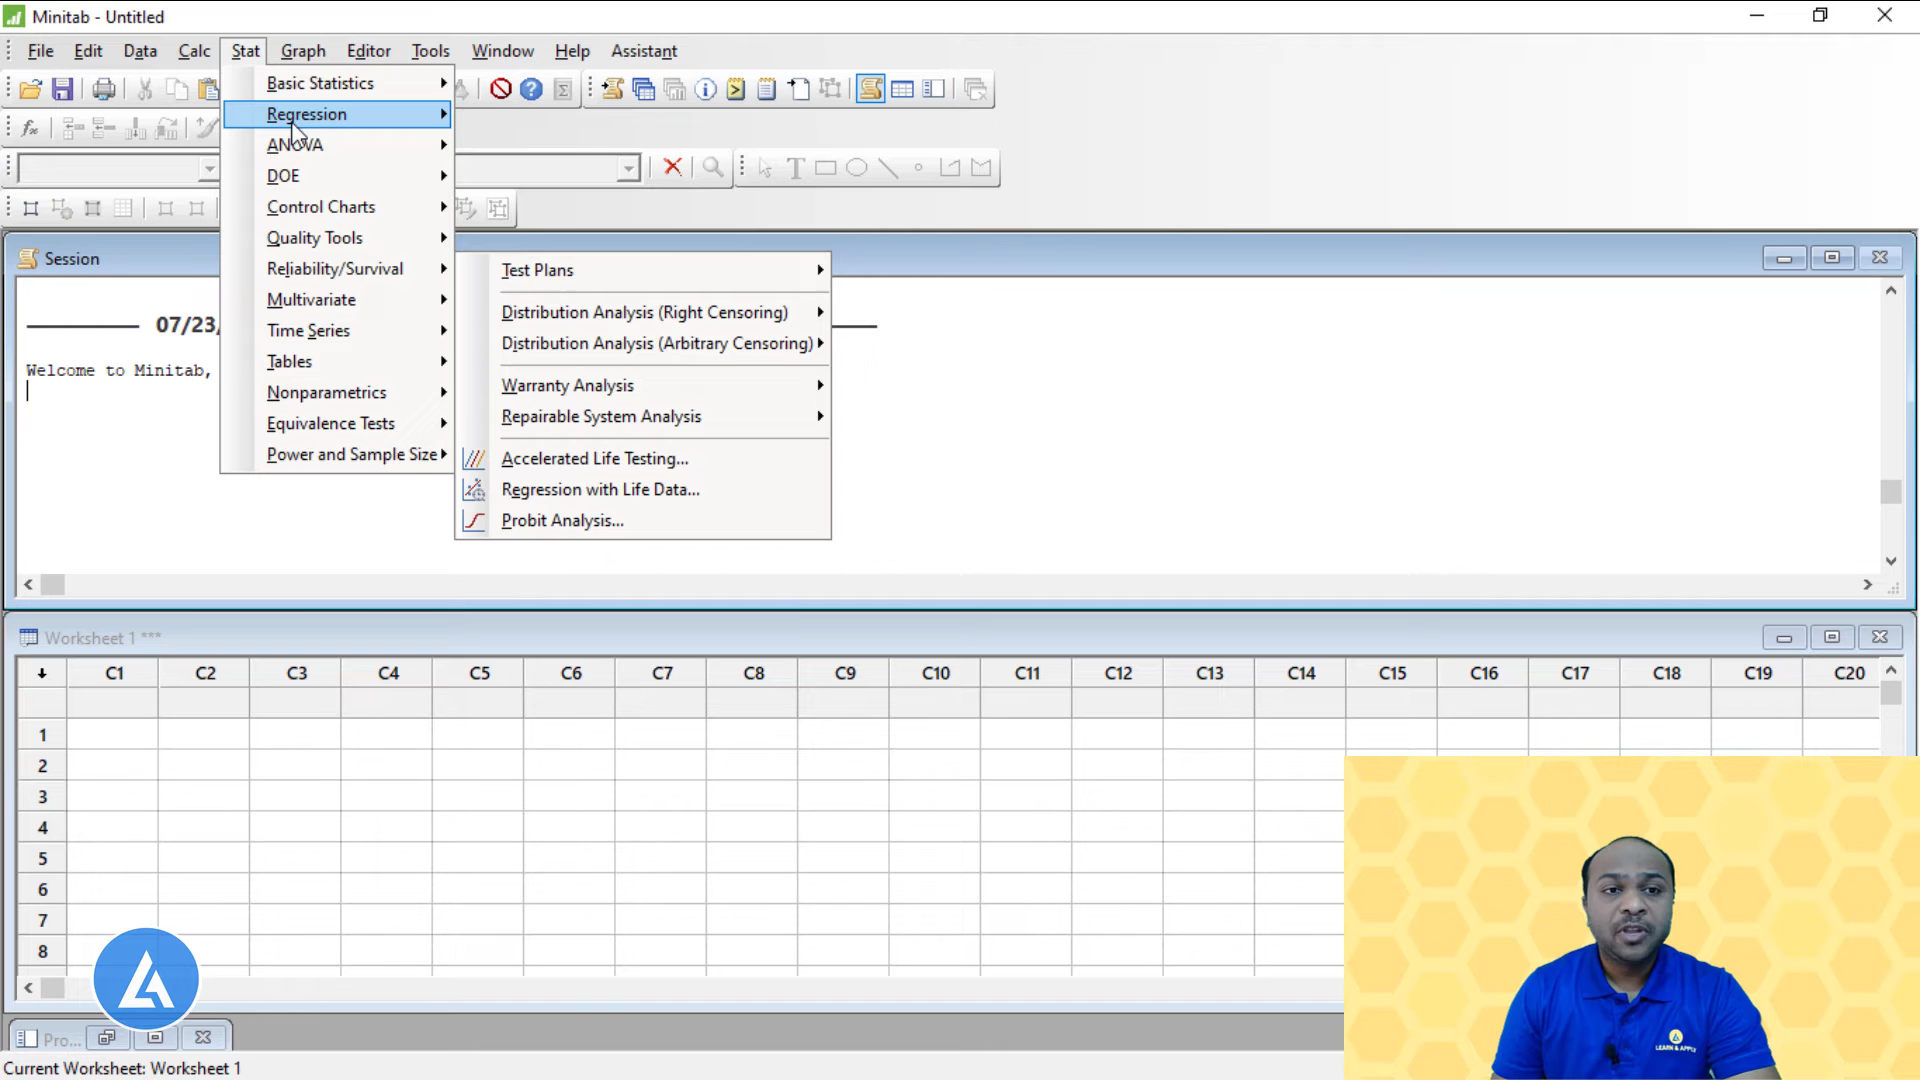 Minitab - Untitled
File Edit Data Calc Stat Graph Editor Tools Window Help Assistant
Basic Statistics
Regression
ANOVA
DOE
Control Charts
Quality Tools
Reliability/Survival
Multivariate
Time Series
Tables
Nonparametrics
Equivalence Tests
Power and Sample Size
Test Plans
Distribution Analysis (Right Censoring)
Distribution Analysis (Arbitrary Censoring)
Warranty Analysis
Repairable System Analysis
Accelerated Life Testing...
Regression with Life Data...
Probit Analysis...
Session
07/23/
Welcome to Minitab,
Worksheet 1 ***
C1 C2 C3 C4 C5 C6 C7 C8 C9 C10 C11 C12 C13 C14 C15 C16 C17 C18 C19 C20
1
2
3
4
5
6
7
8
LEARN & APPLY
Pro...
Current Worksheet: Worksheet 1